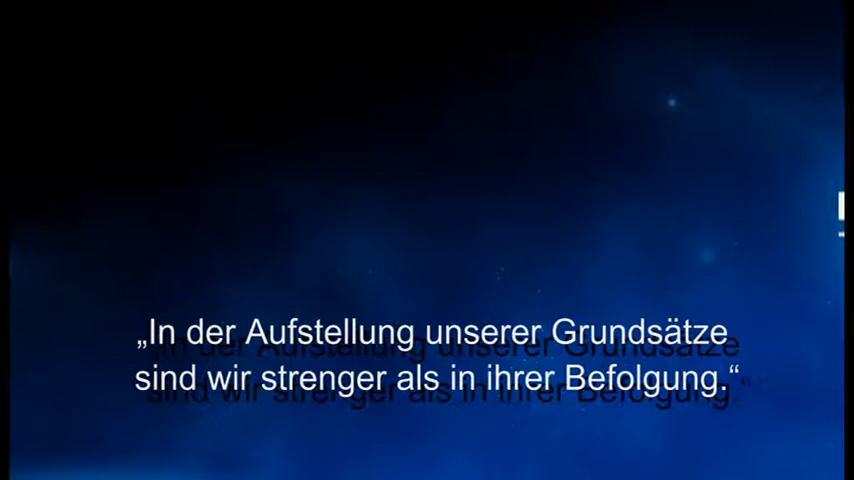 „In der Aufstellung unserer Grundsätze
sind wir strenger als in ihrer Befolgung.“